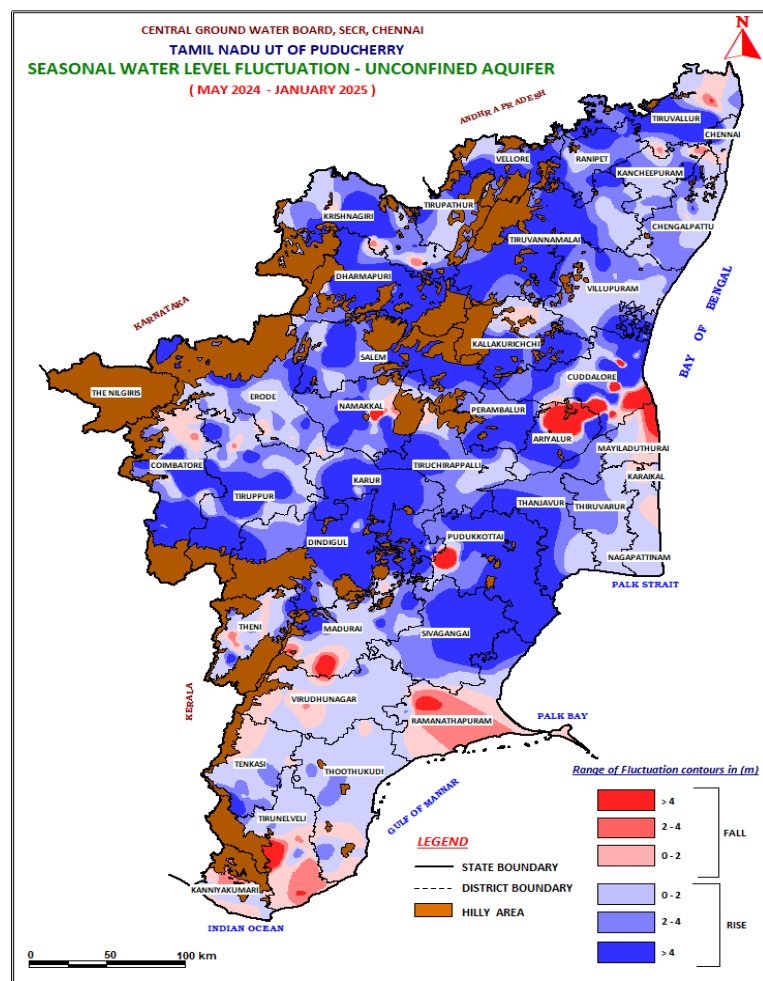 CENTRAL GROUND WATER BOARD, SECR, CHENNAI
TAMIL NADU UT OF PUDUCHERRY
SEASONAL WATER LEVEL FLUCTUATION - UNCONFINED AQUIFER
( MAY 2024 - JANUARY 2025 )
N
ANDHRA PRADESH
TIRUVALLUR
CHENNAI
VELLORE
RANIPET
KANCHEEPURAM
TIRUPATHUR
KRISHNAGIRI
CHENGALPATTU
TIRUVANNAMALAI
DHARMAPURI
VILLUPURAM
BAY OF BENGAL
KARNATAKA
KALLAKURICHCHI
SALEM
CUDDALORE
THE NILGIRIS
ERODE
NAMAKKAL
PERAMBALUR
ARIYALUR
MAYILADUTHURAI
COIMBATORE
TIRUCHIRAPPALLI
KARAIKAL
KARUR
TIRUPPUR
THANJAVUR
THIRUVARUR
PUDUKKOTTAI
DINDIGUL
NAGAPATTINAM
PALK STRAIT
THENI
MADURAI
SIVAGANGAI
KERALA
VIRUDHUNAGAR
RAMANATHAPURAM
PALK BAY
TENKASI
THOOTHUKUDI
GULF OF MANNAR
TIRUNELVELI
KANNIYAKUMARI
INDIAN OCEAN
Range of Fluctuation contours in (m)
> 4
2 - 4
0 - 2
FALL
0 - 2
2 - 4
> 4
RISE
LEGEND
STATE BOUNDARY
DISTRICT BOUNDARY
HILLY AREA
0 50 100 km